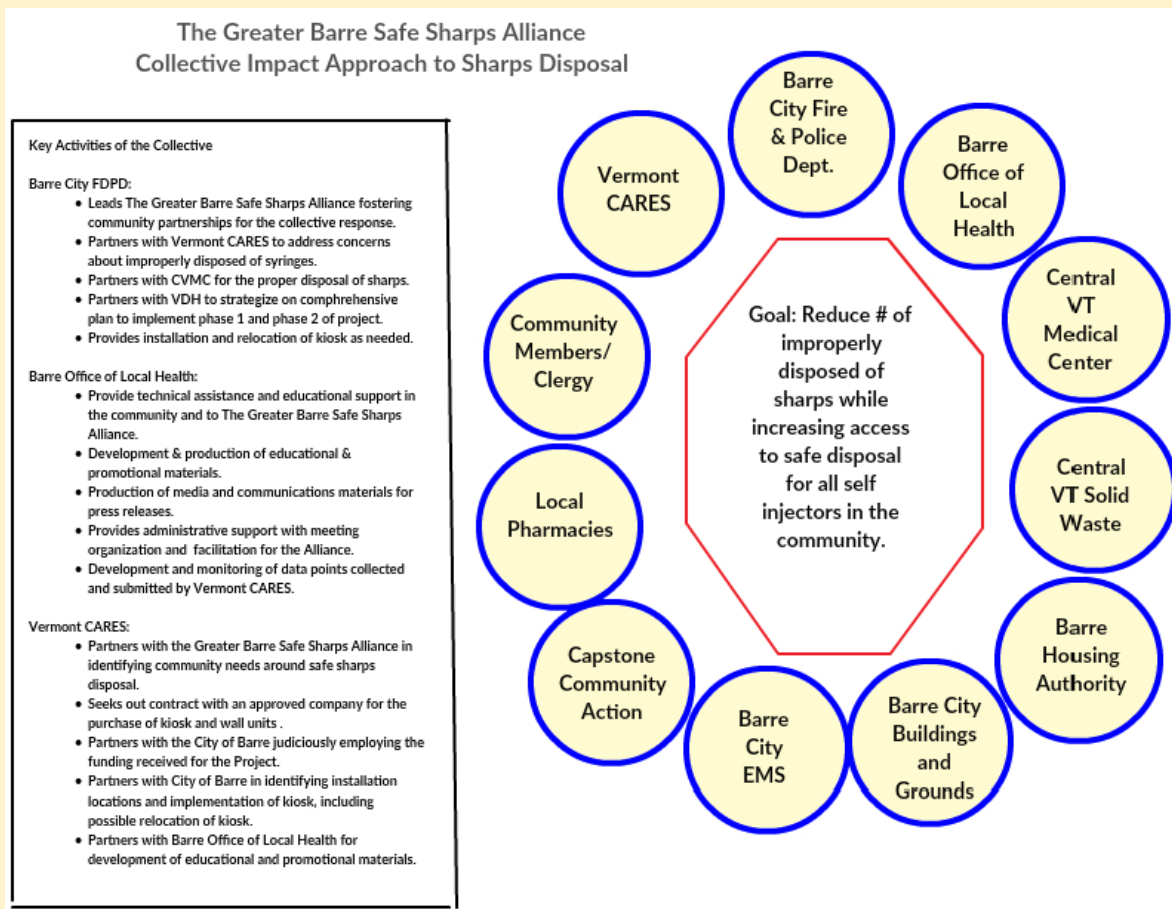 The Greater Barre Safe Sharps Alliance
Collective Impact Approach to Sharps Disposal
Key Activities of the Collective
Barre City FDPD:
• Leads The Greater Barre Safe Sharps Alliance fostering
community partnerships for the collective response.
• Partners with Vermont CARES to address concerns
about improperly disposed of syringes.
• Partners with CVMC for the proper disposal of sharps.
• Partners with VDH to strategize on comphrehensive
plan to implement phase 1 and phase 2 of project.
• Provides installation and relocation of kiosk as needed.
Barre Office of Local Health:
• Provide technical assistance and educational support in
the community and to The Greater Barre Safe Sharps
Alliance.
• Development & production of educational &
promotional materials.
• Production of media and communications materials for
press releases.
• Provides administrative support with meeting
organization and facilitation for the Alliance.
• Development and monitoring of data points collected
and submitted by Vermont CARES.
Vermont CARES:
• Partners with the Greater Barre Safe Sharps Alliance in
identifying community needs around safe sharps
disposal.
• Seeks out contract with an approved company for the
purchase of kiosk and wall units .
• Partners with the City of Barre judiciously employing the
funding received for the Project.
• Partners with City of Barre in identifying installation
locations and implementation of kiosk, including
possible relocation of kiosk.
• Partners with Barre Office of Local Health for
development of educational and promotional materials.
Barre
City Fire
& Police
Dept.
Barre
Office of
Local
Health
Central
VT
Medical
Center
Central
VT Solid
Waste
Barre
Housing
Authority
Barre City
Buildings
and
Grounds
Barre
City
EMS
Capstone
Community
Action
Local
Pharmacies
Community
Members/
Clergy
Vermont
CARES
Goal: Reduce # of
improperly
disposed of
sharps while
increasing access
to safe disposal
for all self
injectors in the
community.